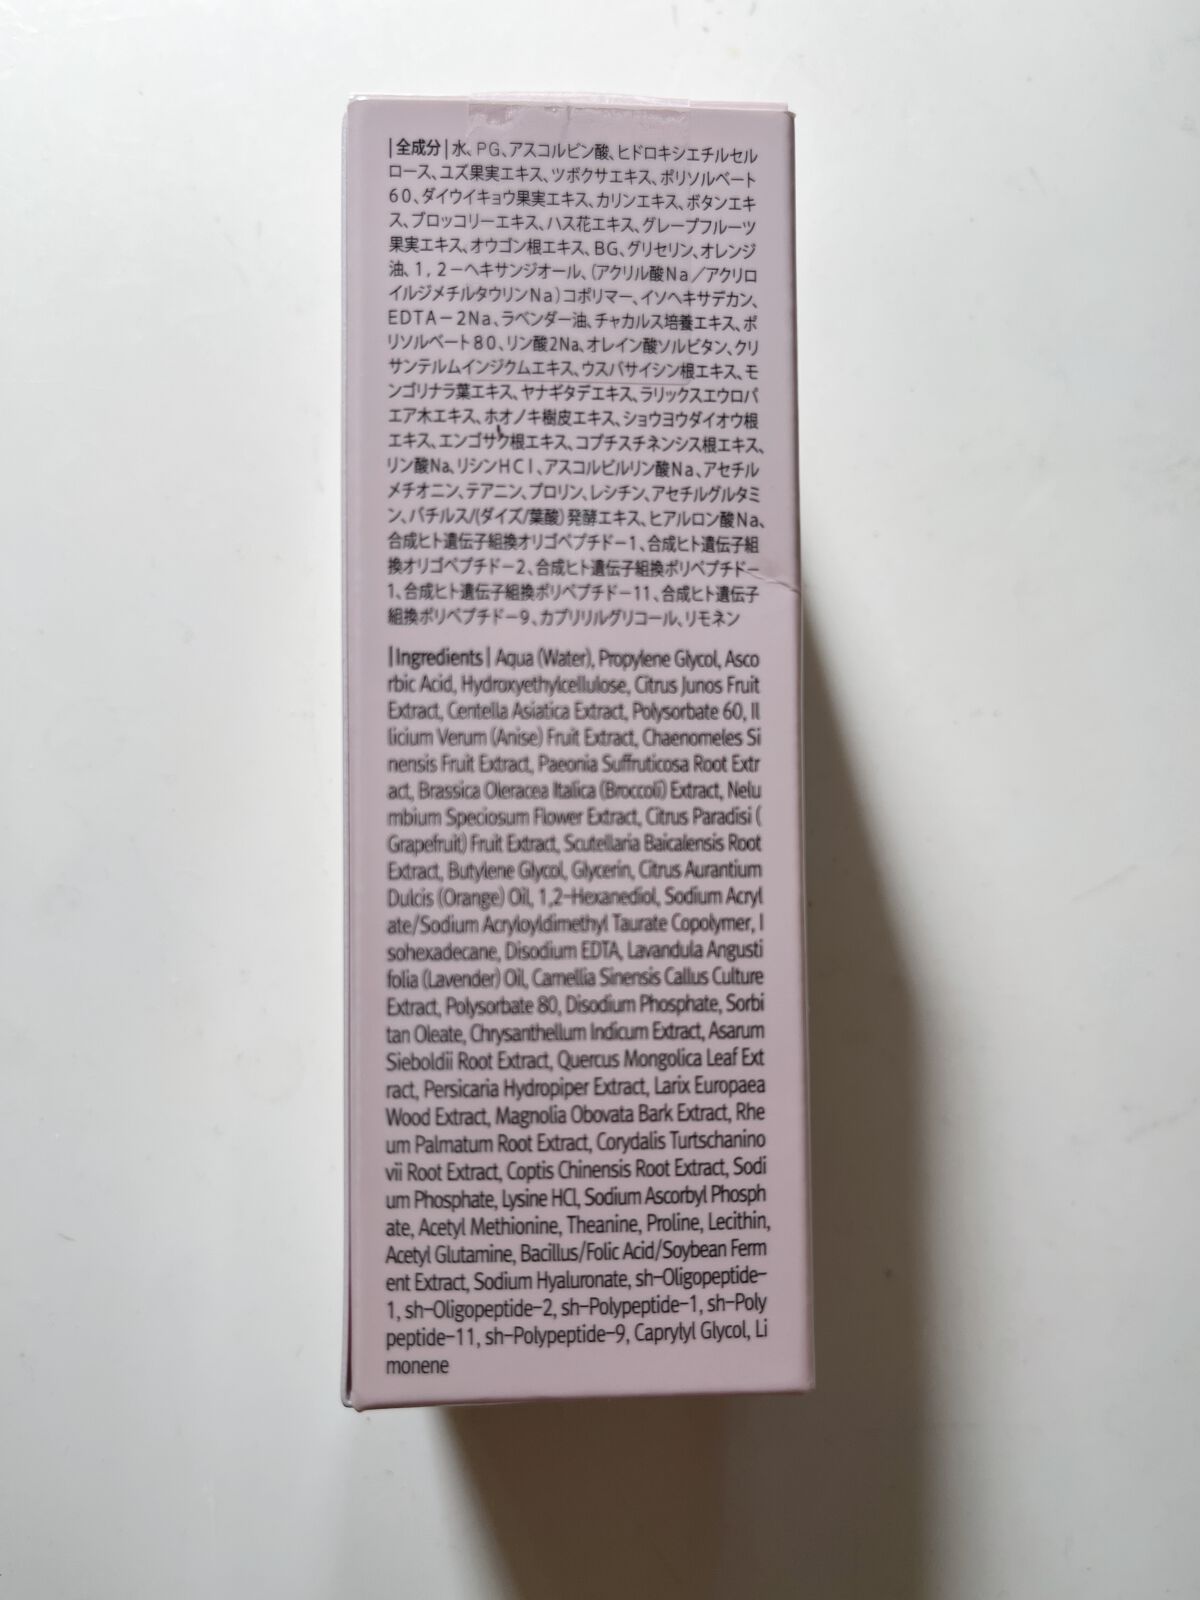 |全成分| 水、PG、アスコルビン酸、ヒドロキシエチルセル
ロース、ユズ果実エキス、ツボクサエキス、ポリソルベート
60、ダイウイキョウ果実エキス、カリンエキス、ボタンエキ
ス、ブロッコリーエキス、ハス花エキス、グレープフルーツ
果実エキス、オウゴン根エキス、BG、グリセリン、オレンジ
油、1,2-ヘキサンジオール、(アクリル酸Na/アクリロ
イルジメチルタウリンNa)コポリマー、イソヘキサデカン、
EDTA-2Na、ラベンダー油、チャカルス培養エキス、ポ
リソルベート80、リン酸2Na、オレイン酸ソルビタン、クリ
サンテルムインジクムエキス、ウスバサイシン根エキス、モ
ンゴリナラ葉エキス、ヤナギタデエキス、ラリックスエウロパ
エア木エキス、ホオノキ樹皮エキス、ショウヨウダイオウ根
エキス、エンゴサク根エキス、コプチスチネンシス根エキス、
リン酸Na、リシンHCl、アスコルビルリン酸Na、アセチル
メチオニン、テアニン、プロリン、レシチン、アセチルグルタミ
ン、バチルス/(ダイズ/葉酸)発酵エキス、ヒアルロン酸Na、
合成ヒト遺伝子組換オリゴペプチド-1、合成ヒト遺伝子組
換オリゴペプチド-2、合成ヒト遺伝子組換ポリペプチド-
1、合成ヒト遺伝子組換ポリペプチド-11、合成ヒト遺伝子
組換ポリペプチド-9、カプリリルグリコール、リモネン
|Ingredients| Aqua (Water), Propylene Glycol, Asco
rbic Acid, Hydroxyethylcellulose, Citrus Junos Fruit
Extract, Centella Asiatica Extract, Polysorbate 60, Il
licium Verum (Anise) Fruit Extract, Chaenomeles Si
nensis Fruit Extract, Paeonia Suffruticosa Root Extr
act, Brassica Oleracea Italica (Broccoli) Extract, Nelu
mbium Speciosum Flower Extract, Citrus Paradisi (
Grapefruit) Fruit Extract, Scutellaria Baicalensis Root
Extract, Butylene Glycol, Glycerin, Citrus Aurantium
Dulcis (Orange) Oil, 1,2-Hexanediol, Sodium Acryl
ate/Sodium Acryloyldimethyl Taurate Copolymer, I
sohexadecane, Disodium EDTA, Lavandula Angusti
folia (Lavender) Oil, Camellia Sinensis Callus Culture
Extract, Polysorbate 80, Disodium Phosphate, Sorbi
tan Oleate, Chrysanthellum Indicum Extract, Asarum
Sieboldii Root Extract, Quercus Mongolica Leaf Ext
ract, Persicaria Hydropiper Extract, Larix Europaea
Wood Extract, Magnolia Obovata Bark Extract, Rhe
um Palmatum Root Extract, Corydalis Turtschanino
vii Root Extract, Coptis Chinensis Root Extract, Sodi
um Phosphate, Lysine HCl, Sodium Ascorbyl Phosph
ate, Acetyl Methionine, Theanine, Proline, Lecithin,
Acetyl Glutamine, Bacillus/Folic Acid/Soybean Ferm
ent Extract, Sodium Hyaluronate, sh-Oligopeptide-
1, sh-Oligopeptide-2, sh-Polypeptide-1, sh-Poly
peptide-11, sh-Polypeptide-9, Caprylyl Glycol, Li
monene